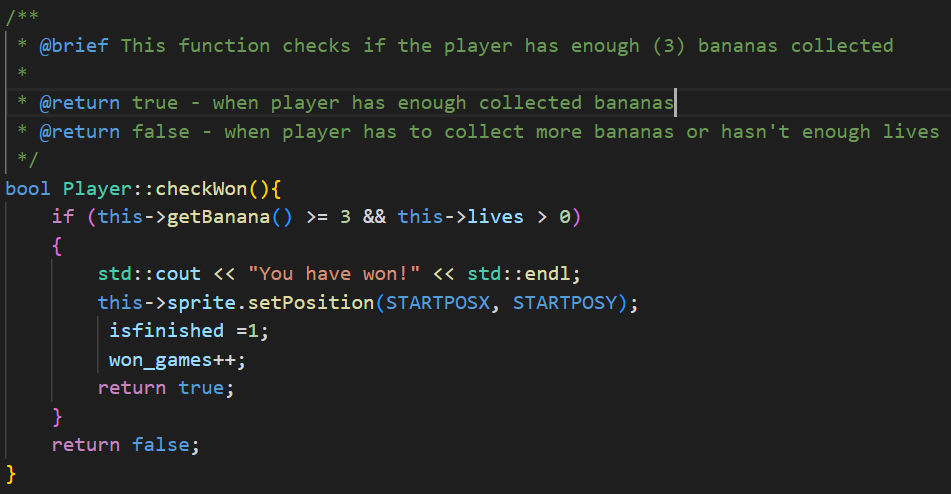 /**
 * @brief This function checks if the player has enough (3) bananas collected
 *
 * @return true - when player has enough collected bananas
 * @return false - when player has to collect more bananas or hasn't enough lives
 */
bool Player::checkWon(){
    if (this->getBanana() >= 3 && this->lives > 0)
    {
        std::cout << "You have won!" << std::endl;
        this->sprite.setPosition(STARTPOSX, STARTPOSY);
         isfinished =1;
         won_games++;
        return true;
    }
    return false;
}